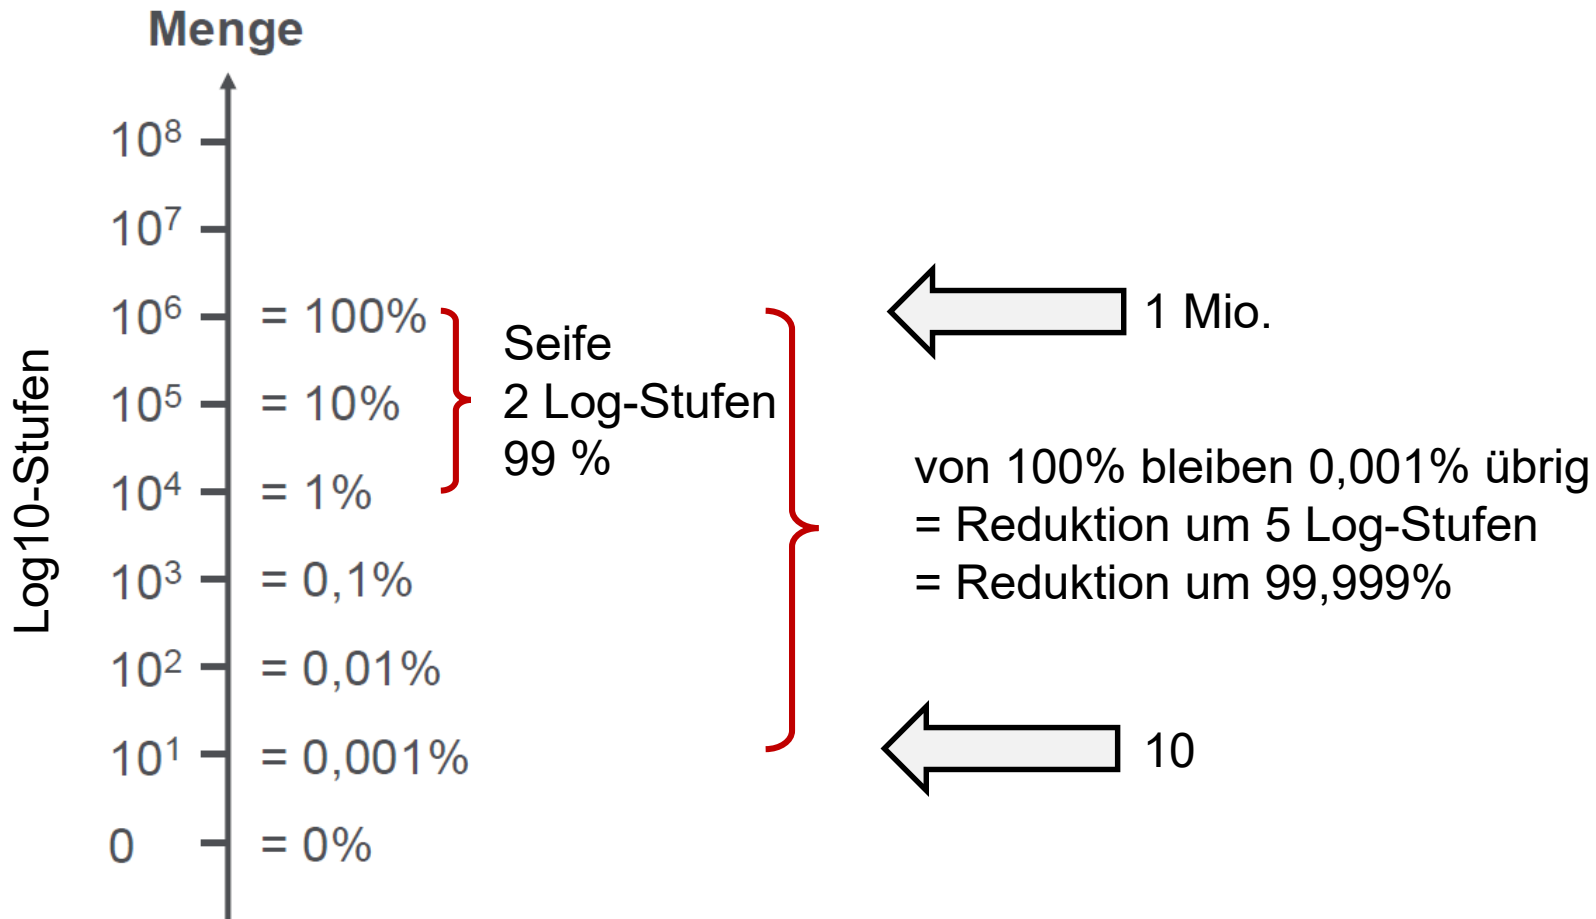 Menge
Log10-Stufen
10⁸
10⁷
10⁶ = 100%
10⁵ = 10%
10⁴ = 1%
10³ = 0,1%
10² = 0,01%
10¹ = 0,001%
0 = 0%
Seife
2 Log-Stufen
99 %
1 Mio.
von 100% bleiben 0,001% übrig
= Reduktion um 5 Log-Stufen
= Reduktion um 99,999%
10